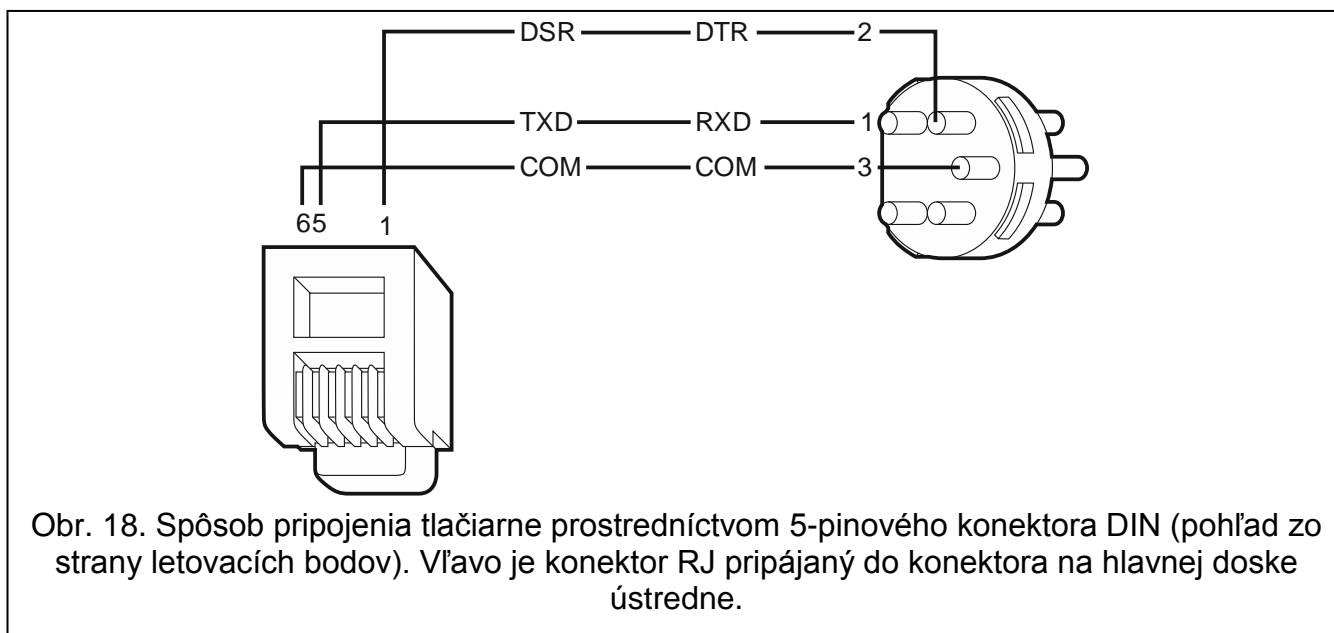 DSR DTR 2
TXD RXD 1
COM COM 3
65 1
Obr. 18. Spôsob pripojenia tlačiarne prostredníctvom 5-pinového konektora DIN (pohľad zo
strany letovacích bodov). Vľavo je konektor RJ pripájaný do konektora na hlavnej doske
ústredne.